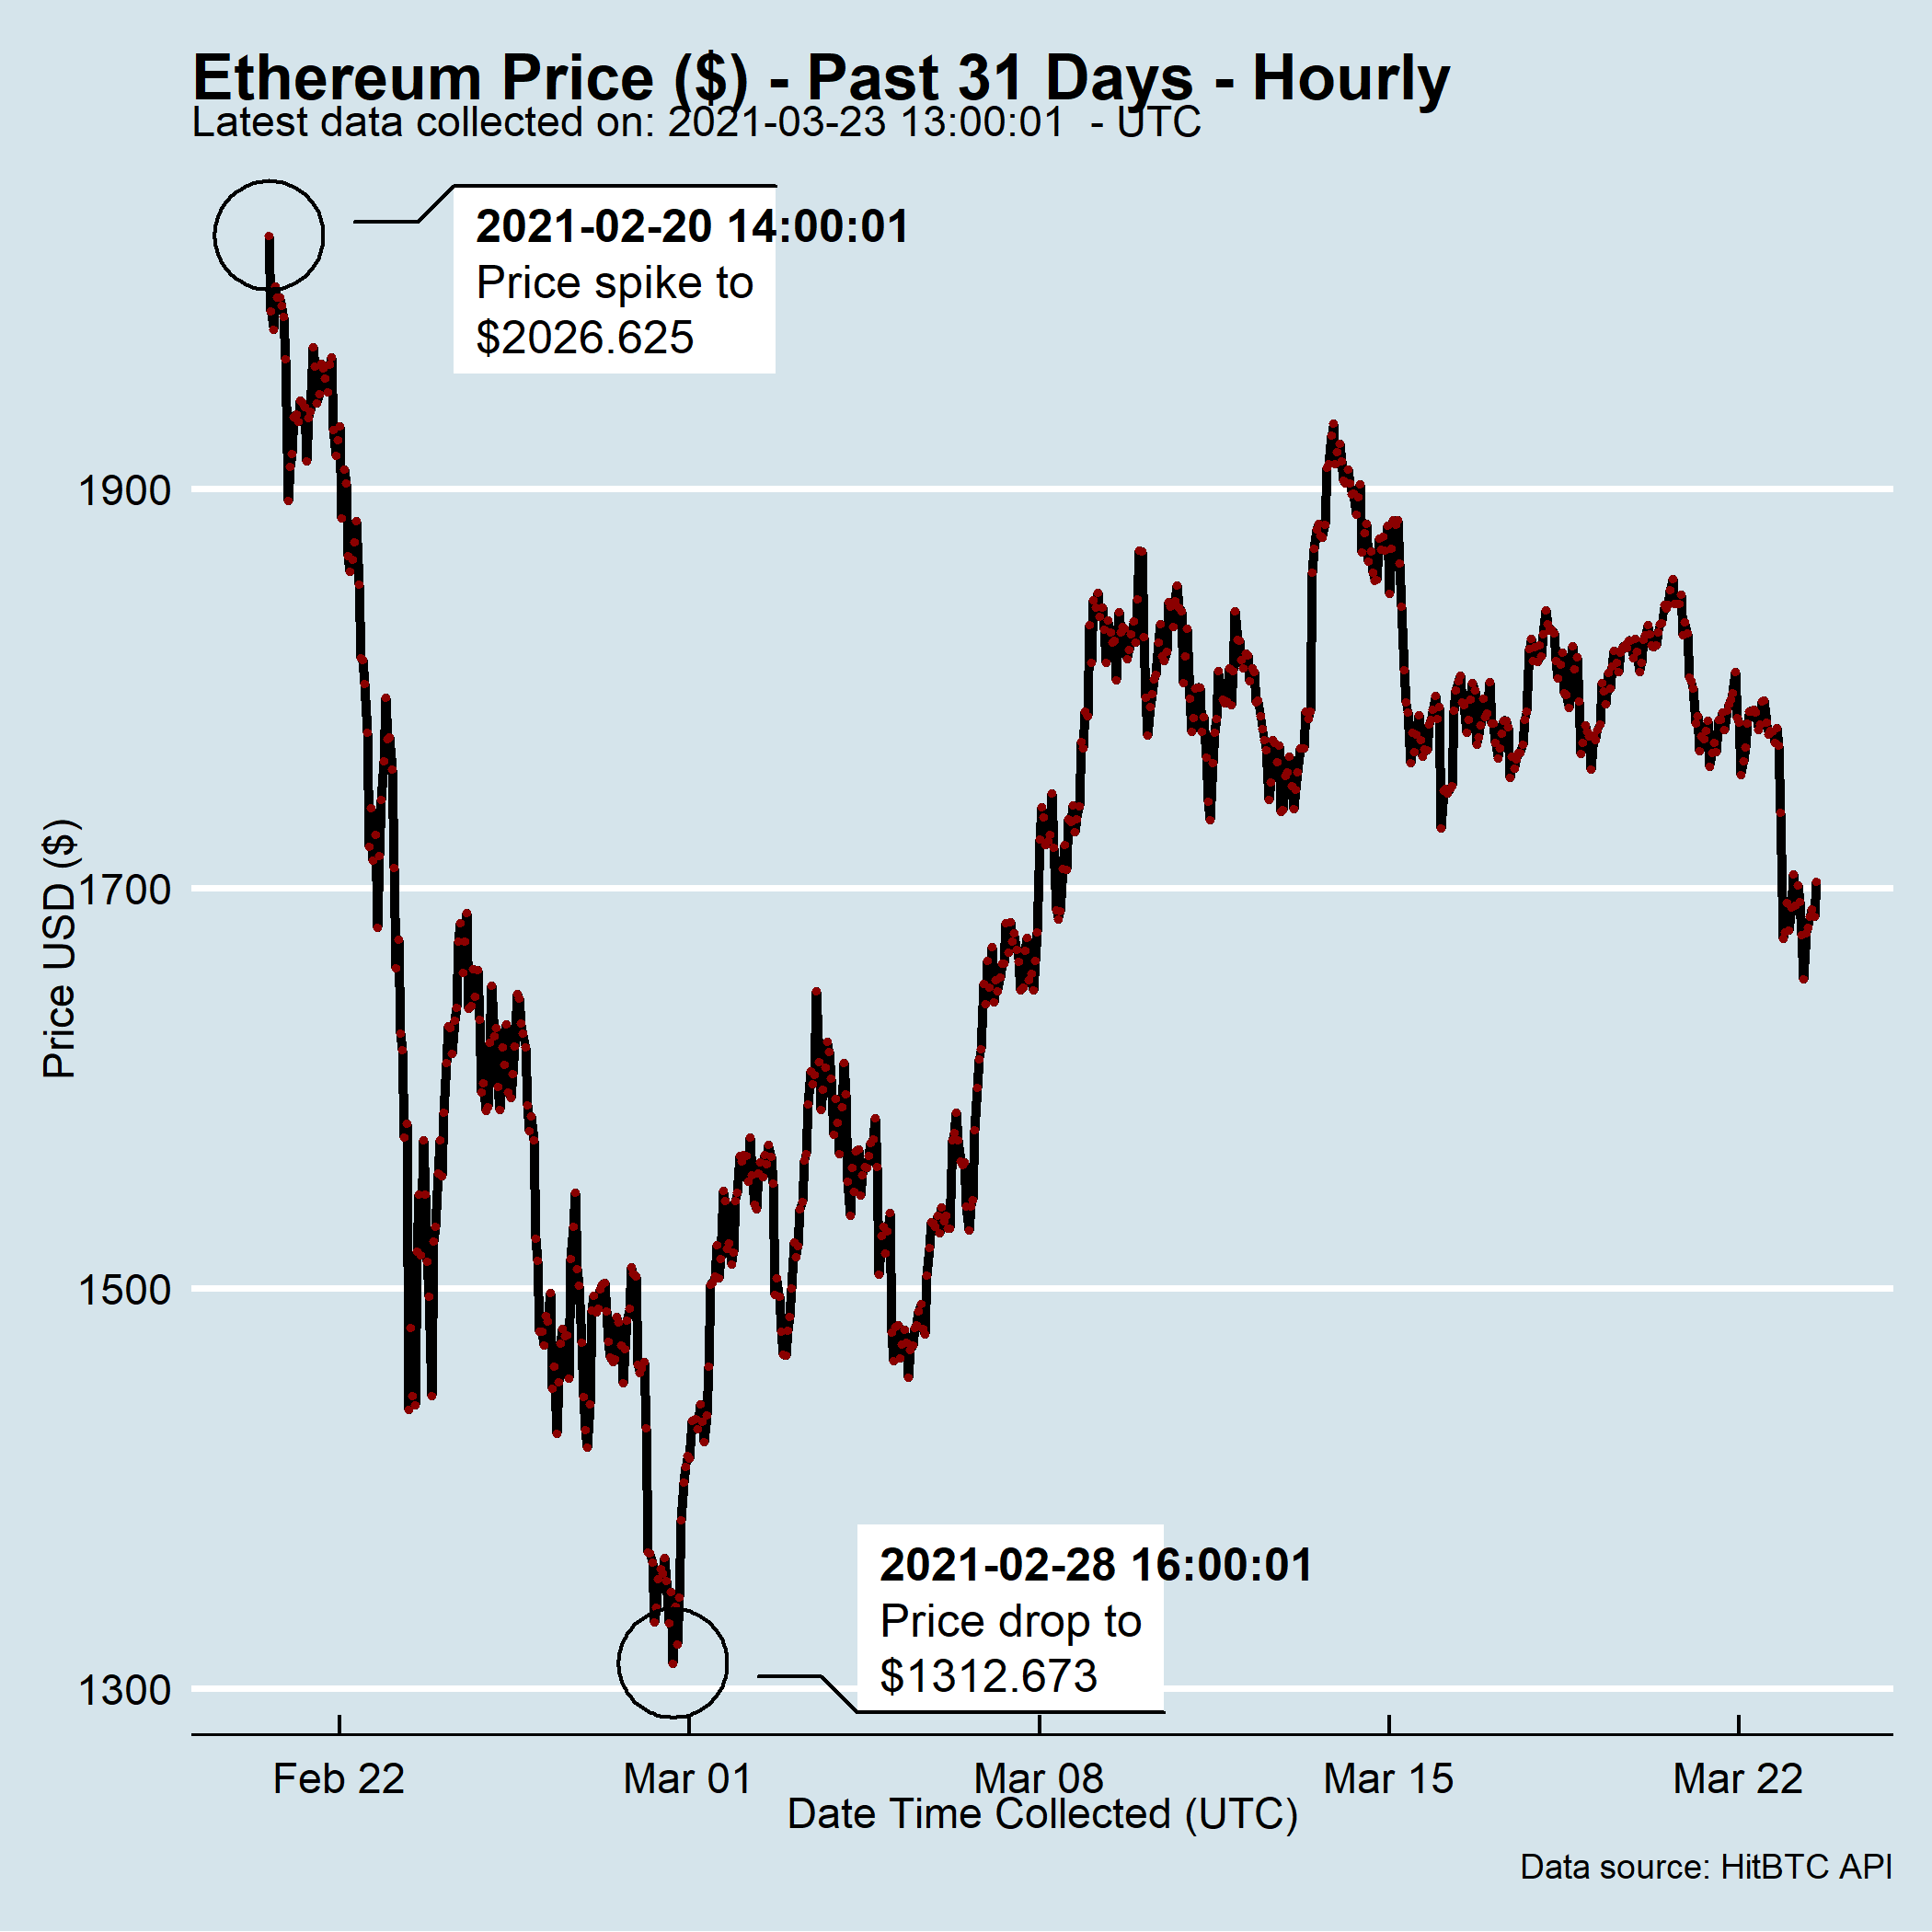 Ethereum Price ($) - Past 31 Days - Hourly
Latest data collected on: 2021-03-23 13:00:01  - UTC
2021-02-20 14:00:01
Price spike to
$2026.625
1900
1700
1500
1300
Price USD ($)
2021-02-28 16:00:01
Price drop to
$1312.673
Feb 22
Mar 01
Mar 08
Mar 15
Mar 22
Date Time Collected (UTC)
Data source: HitBTC API